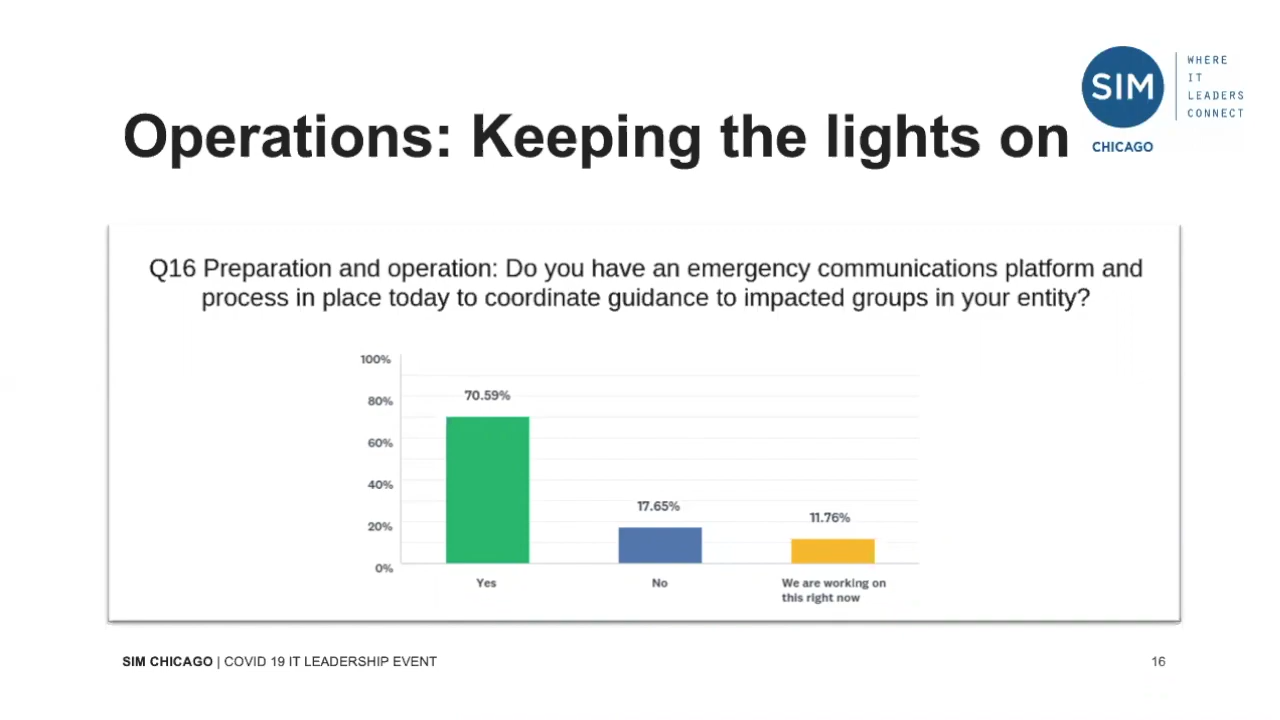 Operations: Keeping the lights on
SIM
CHICAGO
WHERE
IT
LEADERS
CONNECT
Q16 Preparation and operation: Do you have an emergency communications platform and
process in place today to coordinate guidance to impacted groups in your entity?
100%
80%
60%
40%
20%
0%
70.59%
17.65%
11.76%
Yes
No
We are working on
this right now
SIM CHICAGO | COVID 19 IT LEADERSHIP EVENT
16